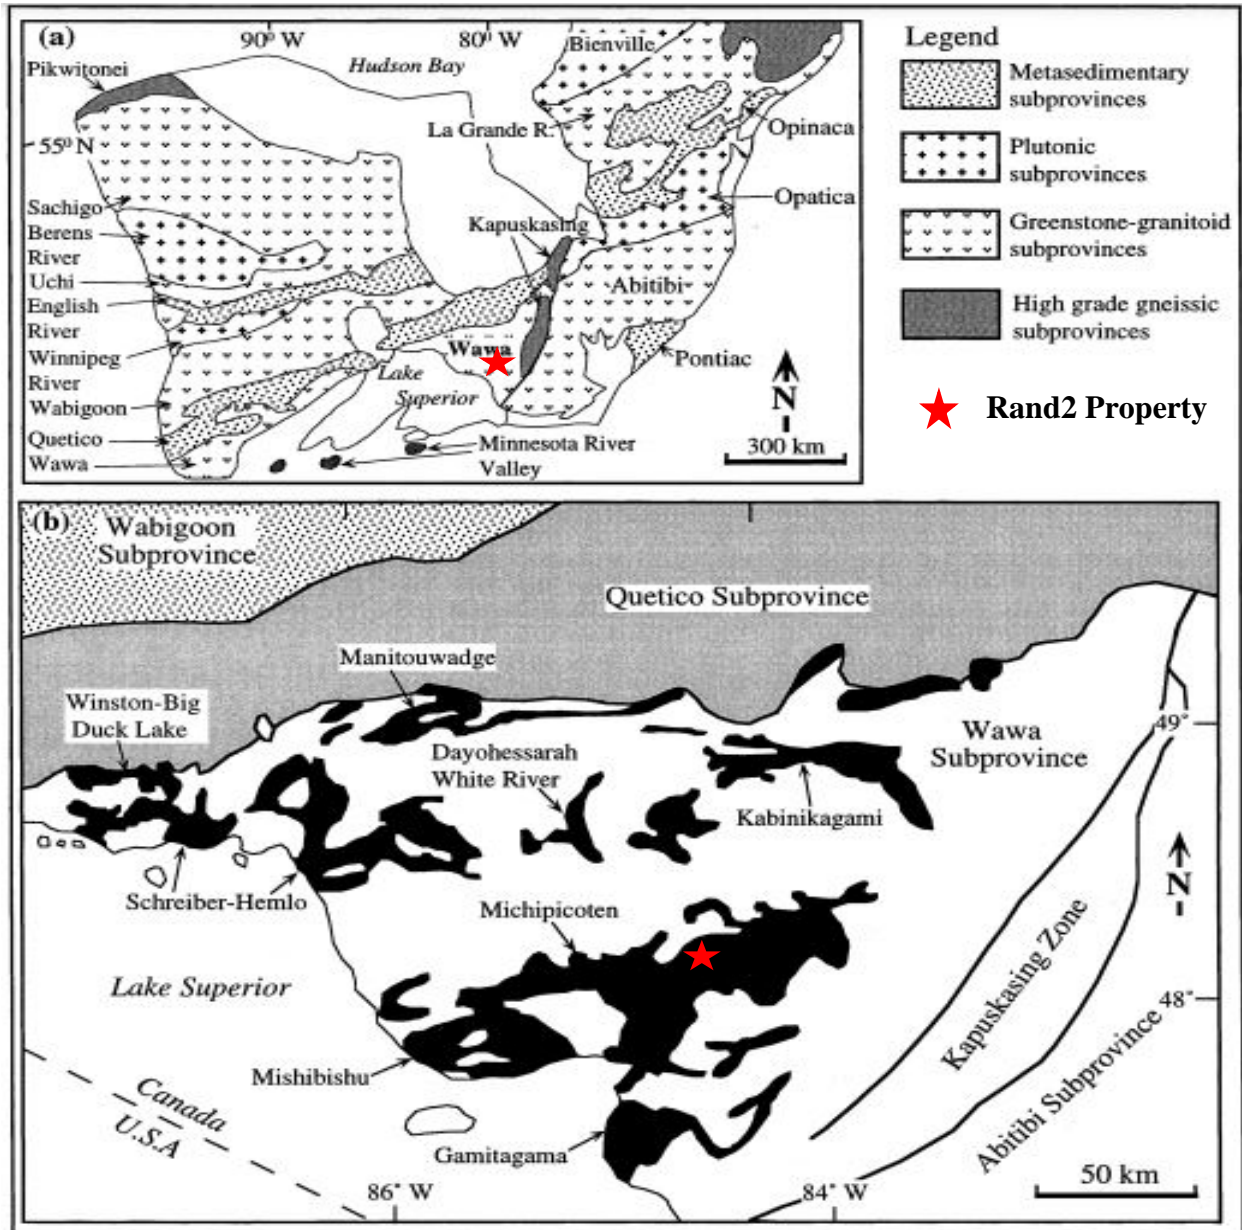 (a)
90° W
80° W
Bienville
Pikwitonei
Hudson Bay
La Grande R.
Opinaca
55° N
Opatica
Sachigo
Kapuskasing
Berens
River
Uchi
English
River
Abitibi
Winnipeg
River
Wawa
Pontiac
Lake
Superior
Wabigoon
Quetico
Wawa
Minnesota River
Valley
N
300 km
Legend
Metasedimentary
subprovinces
Plutonic
subprovinces
Greenstone-granitoid
subprovinces
High grade gneissic
subprovinces
Rand2 Property
(b)
Wabigoon
Subprovince
Quetico Subprovince
Manitouwadge
Winston-Big
Duck Lake
Dayohessarah
White River
Wawa
Subprovince
49°
Kabinikagami
Schreiber-Hemlo
Michipicoten
N
Lake Superior
48°
Kapuskasing Zone
Mishibishu
Abitibi Subprovince
Canada
U.S.A
Gamitagama
86° W
84° W
50 km